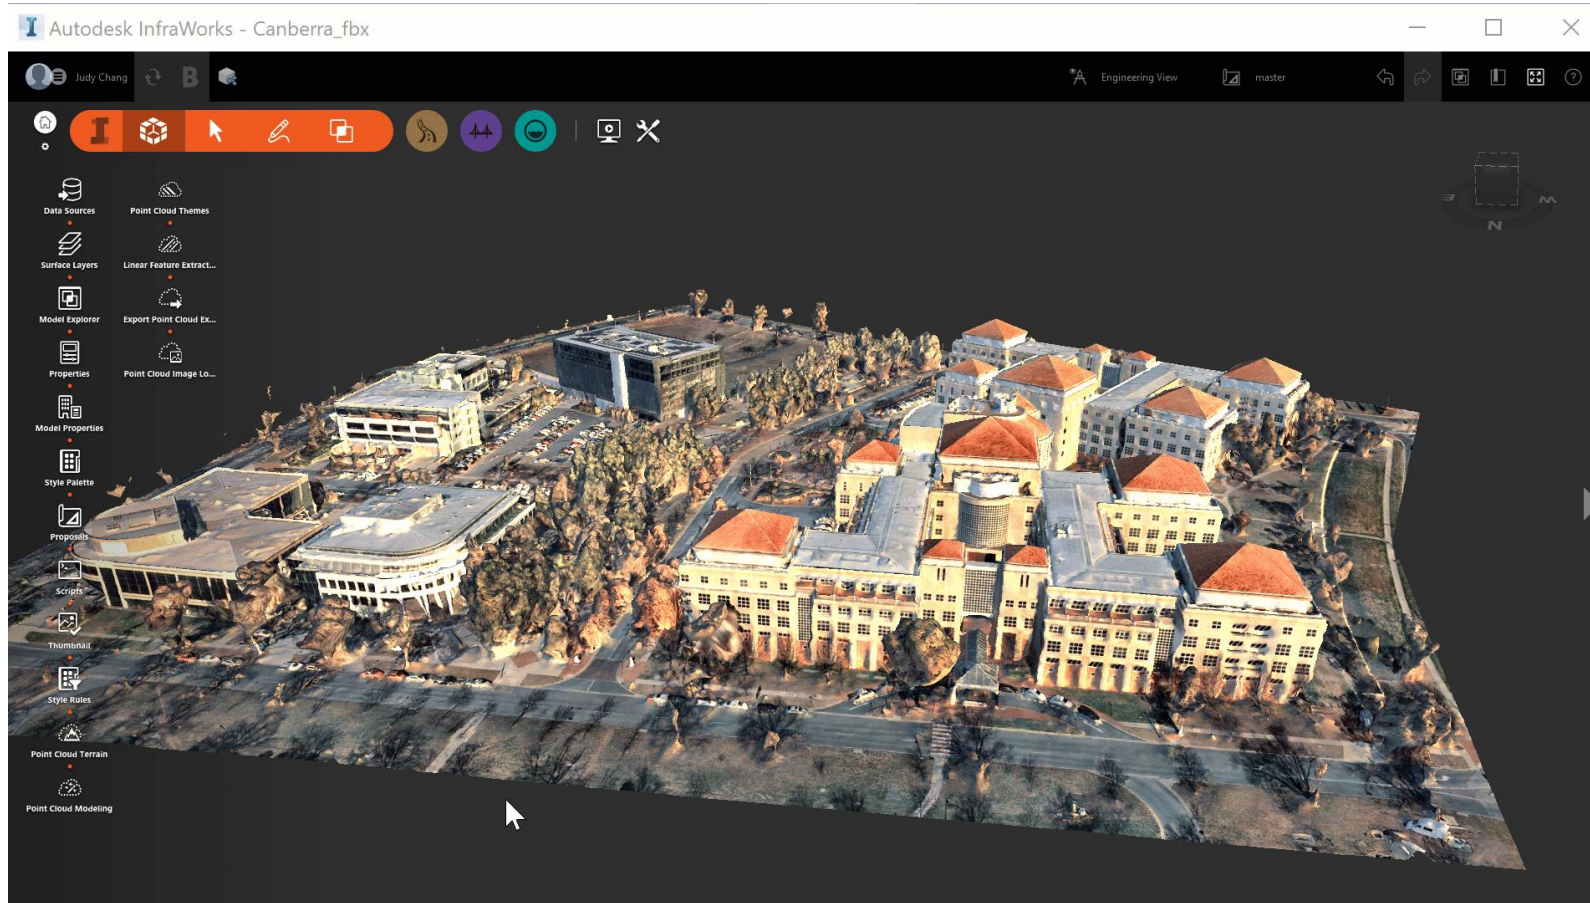 Autodesk InfraWorks - Canberra_fbx
Judy Chang
B
Engineering View
master
Data Sources
Point Cloud Themes
Surface Layers
Linear Feature Extract...
Model Explorer
Export Point Cloud Ex...
Properties
Point Cloud Image Lo...
Model Properties
Style Palette
Proposals
Scripts
Thumbnail
Style Rules
Point Cloud Terrain
Point Cloud Modeling
E
W
N